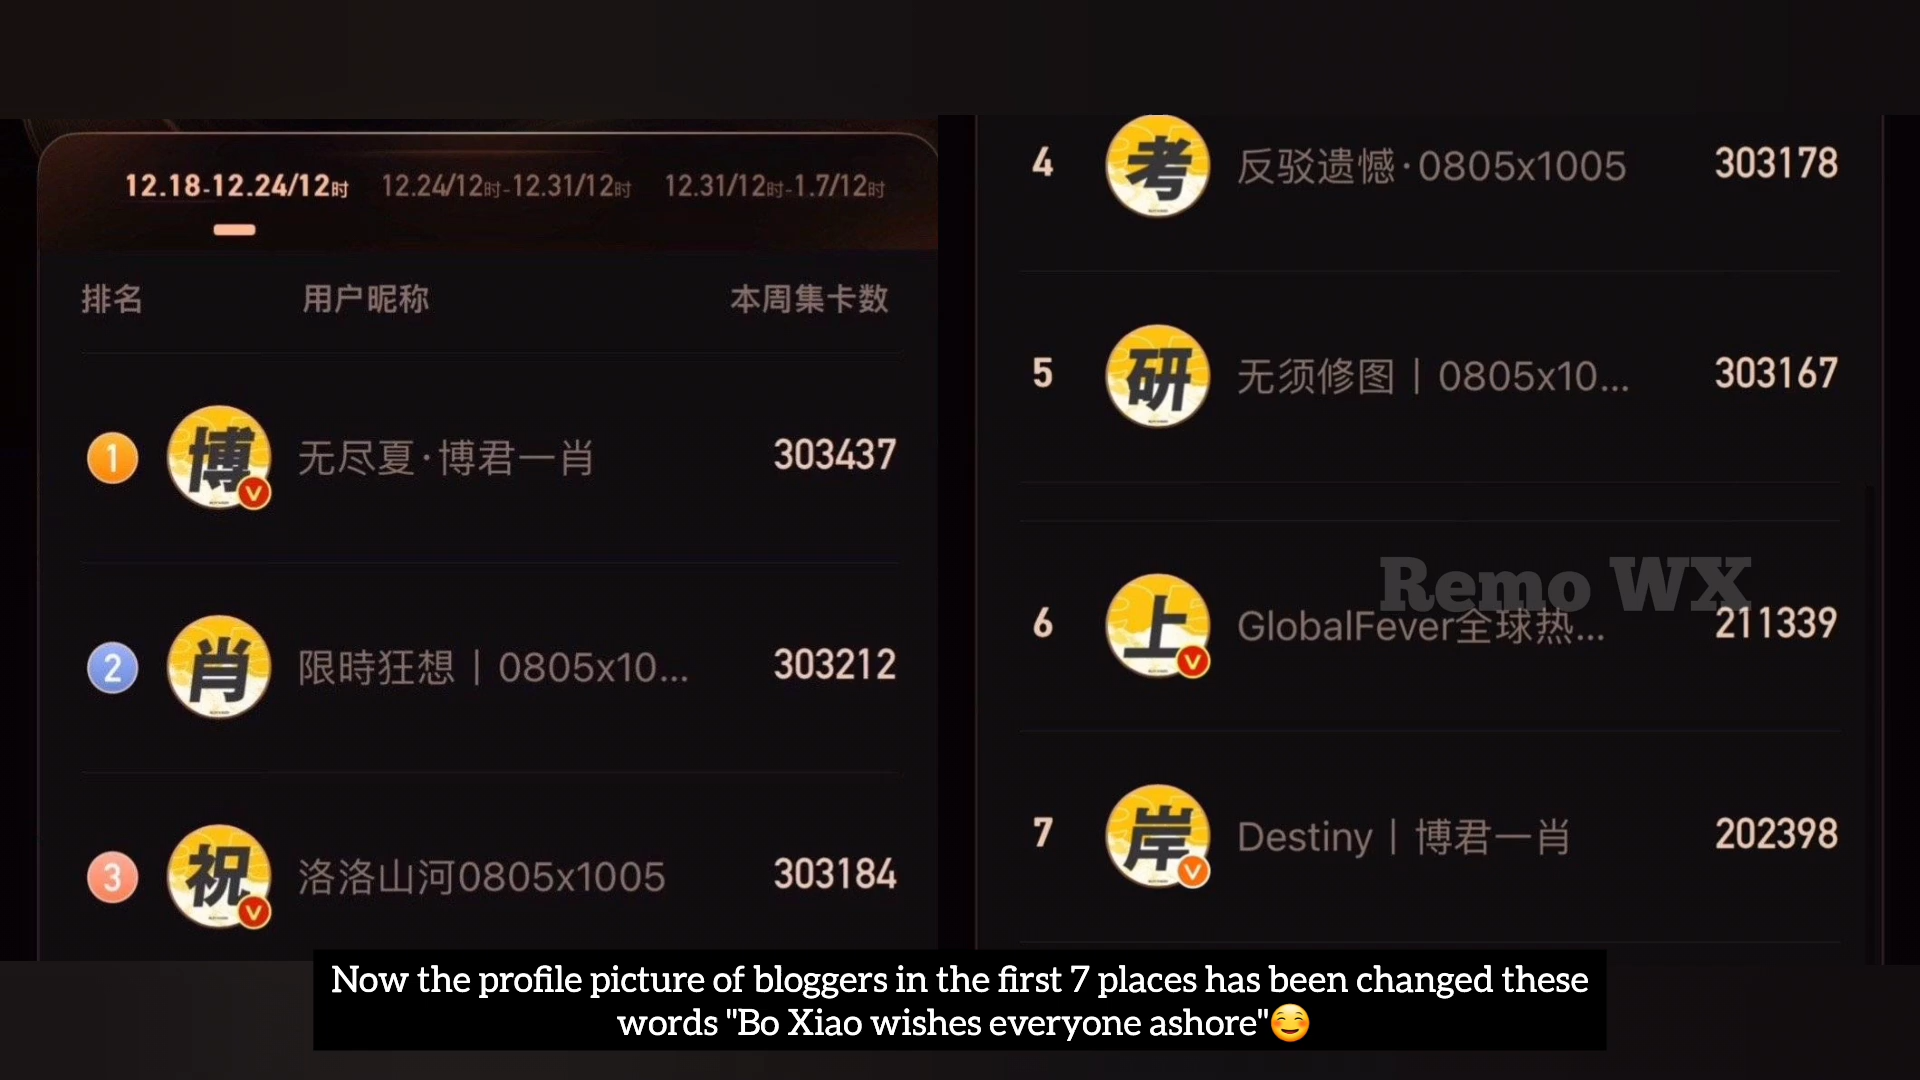 12.18-12.24/12时 12.24/12时-12.31/12时 12.31/12时-1.7/12时
排名 用户昵称 本周集卡数
1 博 V 无尽夏·博君一肖 303437
2 肖 限時狂想｜0805x10... 303212
3 祝 V 洛洛山河0805x1005 303184
4 考 反驳遗憾·0805x1005 303178
5 研 无须修图｜0805x10... 303167
Remo WX
6 上 V GlobalFever全球热... 211339
7 岸 V Destiny｜博君一肖 202398
Now the profile picture of bloggers in the first 7 places has been changed these
words "Bo Xiao wishes everyone ashore"😊